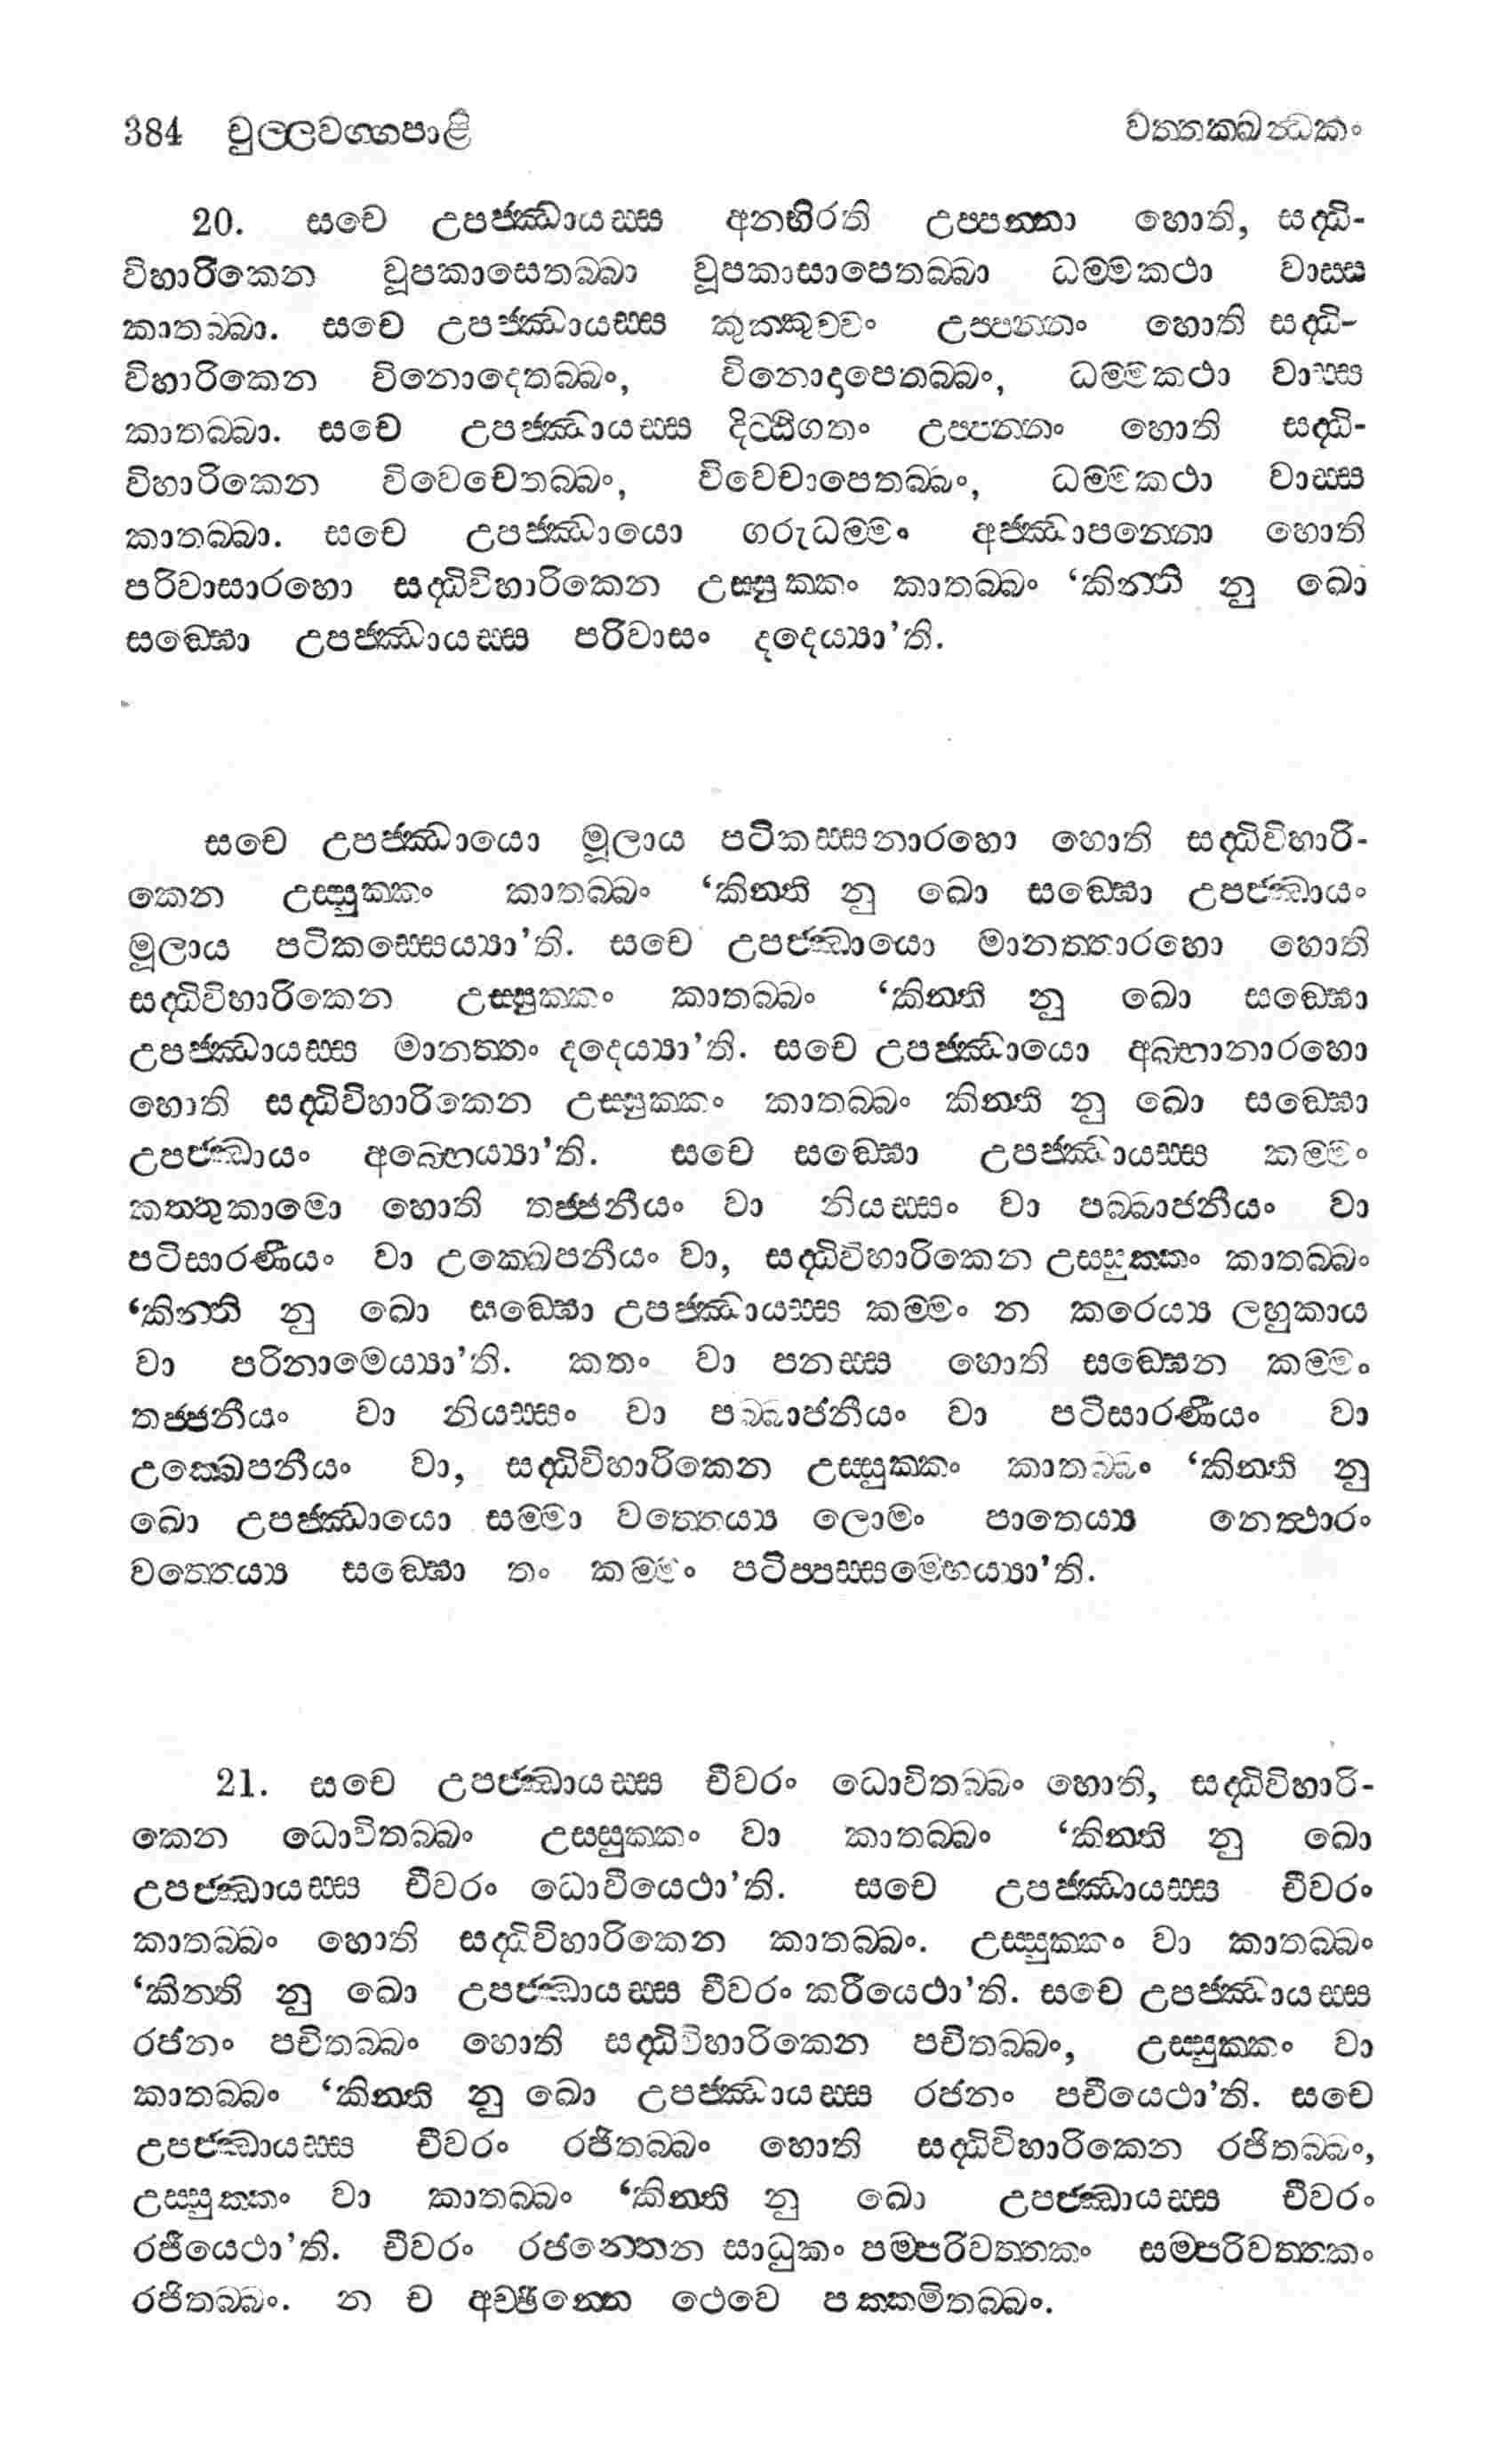 384 චුල්ලවග්ගපාළි වත්තක්ඛන්ධකං
20. සචෙ උපජ්ඣායස්ස අනභිරති උප්පන්නා හොති, සද්ධි-
විහාරිකෙන වූපකාසෙතබ්බා වූපකාසාපෙතබ්බා ධම්මකථා වාස්ස
කාතබ්බා. සචෙ උපජ්ඣායස්ස කුක්කුච්චං උප්පන්නං හොති සද්ධි-
විහාරිකෙන විනොදෙතබ්බං, විනොදාපෙතබ්බං, ධම්මකථා වාස්ස
කාතබ්බා. සචෙ උපජ්ඣායස්ස දිට්ඨිගතං උප්පන්නං හොති සද්ධි-
විහාරිකෙන විවෙචෙතබ්බං, විවෙචාපෙතබ්බං, ධම්මකථා වාස්ස
කාතබ්බා. සචෙ උපජ්ඣායො ගරුධම්මං අජ්ඣාපන්නො හොති
පරිවාසාරහො සද්ධිවිහාරිකෙන උස්සුක්කං කාතබ්බං ‘කින්ති නු ඛො
සඞ්ඝො උපජ්ඣායස්ස පරිවාසං දදෙය්‍යා’ති.
සචෙ උපජ්ඣායො මූලාය පටිකස්සනාරහො හොති සද්ධිවිහාරි-
කෙන උස්සුක්කං කාතබ්බං ‘කින්ති නු ඛො සඞ්ඝො උපජ්ඣායං
මූලාය පටිකස්සෙය්‍යා’ති. සචෙ උපජ්ඣායො මානත්තාරහො හොති
සද්ධිවිහාරිකෙන උස්සුක්කං කාතබ්බං ‘කින්ති නු ඛො සඞ්ඝො
උපජ්ඣායස්ස මානත්තං දදෙය්‍යා’ති. සචෙ උපජ්ඣායො අබ්භානාරහො
හොති සද්ධිවිහාරිකෙන උස්සුක්කං කාතබ්බං කින්ති නු ඛො සඞ්ඝො
උපජ්ඣායං අබ්භෙය්‍යා’ති. සචෙ සඞ්ඝො උපජ්ඣායස්ස කම්මං
කත්තුකාමො හොති තජ්ජනීයං වා නියස්සං වා පබ්බාජනීයං වා
පටිසාරණීයං වා උක්ඛෙපනීයං වා, සද්ධිවිහාරිකෙන උස්සුක්කං කාතබ්බං
‘කින්ති නු ඛො සඞ්ඝො උපජ්ඣායස්ස කම්මං න කරෙය්‍ය ලහුකාය
වා පරිනාමෙය්‍යා’ති. කතං වා පනස්ස හොති සඞ්ඝෙන කම්මං
තජ්ජනීයං වා නියස්සං වා පබ්බාජනීයං වා පටිසාරණීයං වා
උක්ඛෙපනීයං වා, සද්ධිවිහාරිකෙන උස්සුක්කං කාතබ්බං ‘කින්ති නු
ඛො උපජ්ඣායො සම්මා වත්තෙය්‍ය ලොමං පාතෙය්‍ය නෙත්ථාරං
වත්තෙය්‍ය සඞ්ඝො තං කම්මං පටිප්පස්සම්භෙය්‍යා’ති.
21. සචෙ උපජ්ඣායස්ස චීවරං ධොවිතබ්බං හොති, සද්ධිවිහාරි-
කෙන ධොවිතබ්බං උස්සුක්කං වා කාතබ්බං ‘කින්ති නු ඛො
උපජ්ඣායස්ස චීවරං ධොවියෙථා’ති. සචෙ උපජ්ඣායස්ස චීවරං
කාතබ්බං හොති සද්ධිවිහාරිකෙන කාතබ්බං. උස්සුක්කං වා කාතබ්බං
‘කින්ති නු ඛො උපජ්ඣායස්ස චීවරං කරීයෙථා’ති. සචෙ උපජ්ඣායස්ස
රජනං පචිතබ්බං හොති සද්ධිවිහාරිකෙන පචිතබ්බං, උස්සුක්කං වා
කාතබ්බං ‘කින්ති නු ඛො උපජ්ඣායස්ස රජනං පචීයෙථා’ති. සචෙ
උපජ්ඣායස්ස චීවරං රජිතබ්බං හොති සද්ධිවිහාරිකෙන රජිතබ්බං,
උස්සුක්කං වා කාතබ්බං ‘කින්ති නු ඛො උපජ්ඣායස්ස චීවරං
රජීයෙථා’ති. චීවරං රජන්තෙන සාධුකං පම්පරිවත්තකං සම්පරිවත්තකං
රජිතබ්බං. න ච අච්ඡින්නෙ ථෙවෙ පක්කමිතබ්බං.